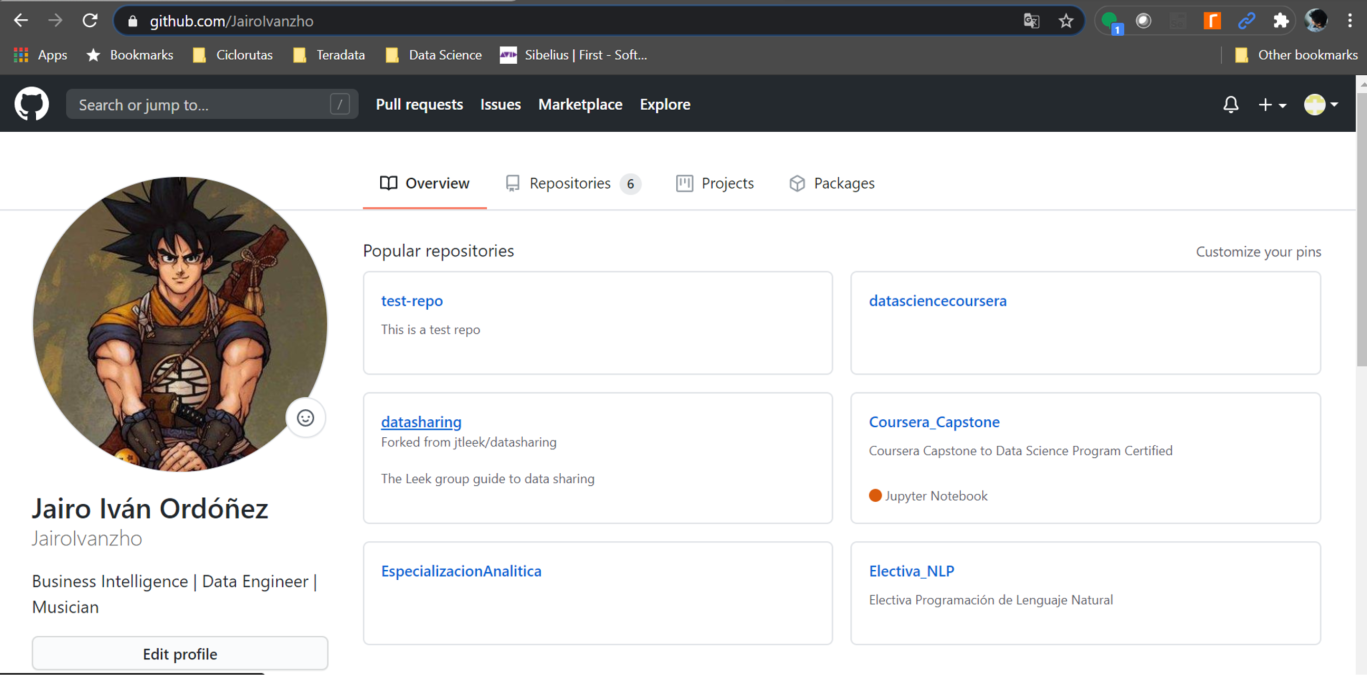 github.com/JairoIvanzho
1
Apps
Bookmarks
Ciclorutas
Teradata
Data Science
AVID
Sibelius | First - Soft...
Other bookmarks
Search or jump to...
/
Pull requests
Issues
Marketplace
Explore
Overview
Repositories 6
Projects
Packages
Popular repositories
Customize your pins
test-repo
This is a test repo
datasciencecoursera
datasharing
Forked from jtleek/datasharing
The Leek group guide to data sharing
Coursera_Capstone
Coursera Capstone to Data Science Program Certified
Jupyter Notebook
EspecializacionAnalitica
Electiva_NLP
Electiva Programación de Lenguaje Natural
Jairo Iván Ordóñez
JairoIvanzho
Business Intelligence | Data Engineer |
Musician
Edit profile